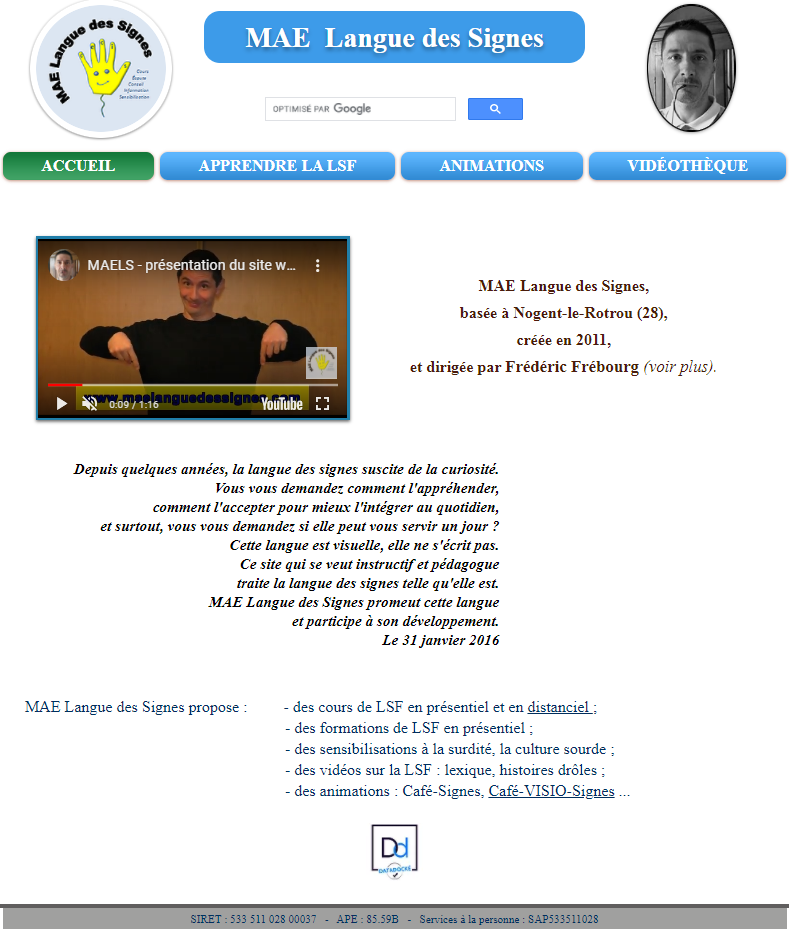 MAE Langue des Signes
Cours
Écoute
Conseil
Information
Sensibilisation
MAE Langue des Signes
OPTIMISÉ PAR Google
ACCUEIL
APPRENDRE LA LSF
ANIMATIONS
VIDÉOTHÈQUE
MAELS - présentation du site w...
www.maelanguedessignes.com
0:09 / 1:16
YouTube
MAE Langue des Signes,
basée à Nogent-le-Rotrou (28),
créée en 2011,
et dirigée par Frédéric Frébourg (voir plus).
Depuis quelques années, la langue des signes suscite de la curiosité.
Vous vous demandez comment l'appréhender,
comment l'accepter pour mieux l'intégrer au quotidien,
et surtout, vous vous demandez si elle peut vous servir un jour ?
Cette langue est visuelle, elle ne s'écrit pas.
Ce site qui se veut instructif et pédagogue
traite la langue des signes telle qu'elle est.
MAE Langue des Signes promeut cette langue
et participe à son développement.
Le 31 janvier 2016
MAE Langue des Signes propose : - des cours de LSF en présentiel et en distanciel ;
- des formations de LSF en présentiel ;
- des sensibilisations à la surdité, la culture sourde ;
- des vidéos sur la LSF : lexique, histoires drôles ;
- des animations : Café-Signes, Café-VISIO-Signes ...
Dd
DATADOCKÉ
SIRET : 533 511 028 00037 - APE : 85.59B - Services à la personne : SAP533511028